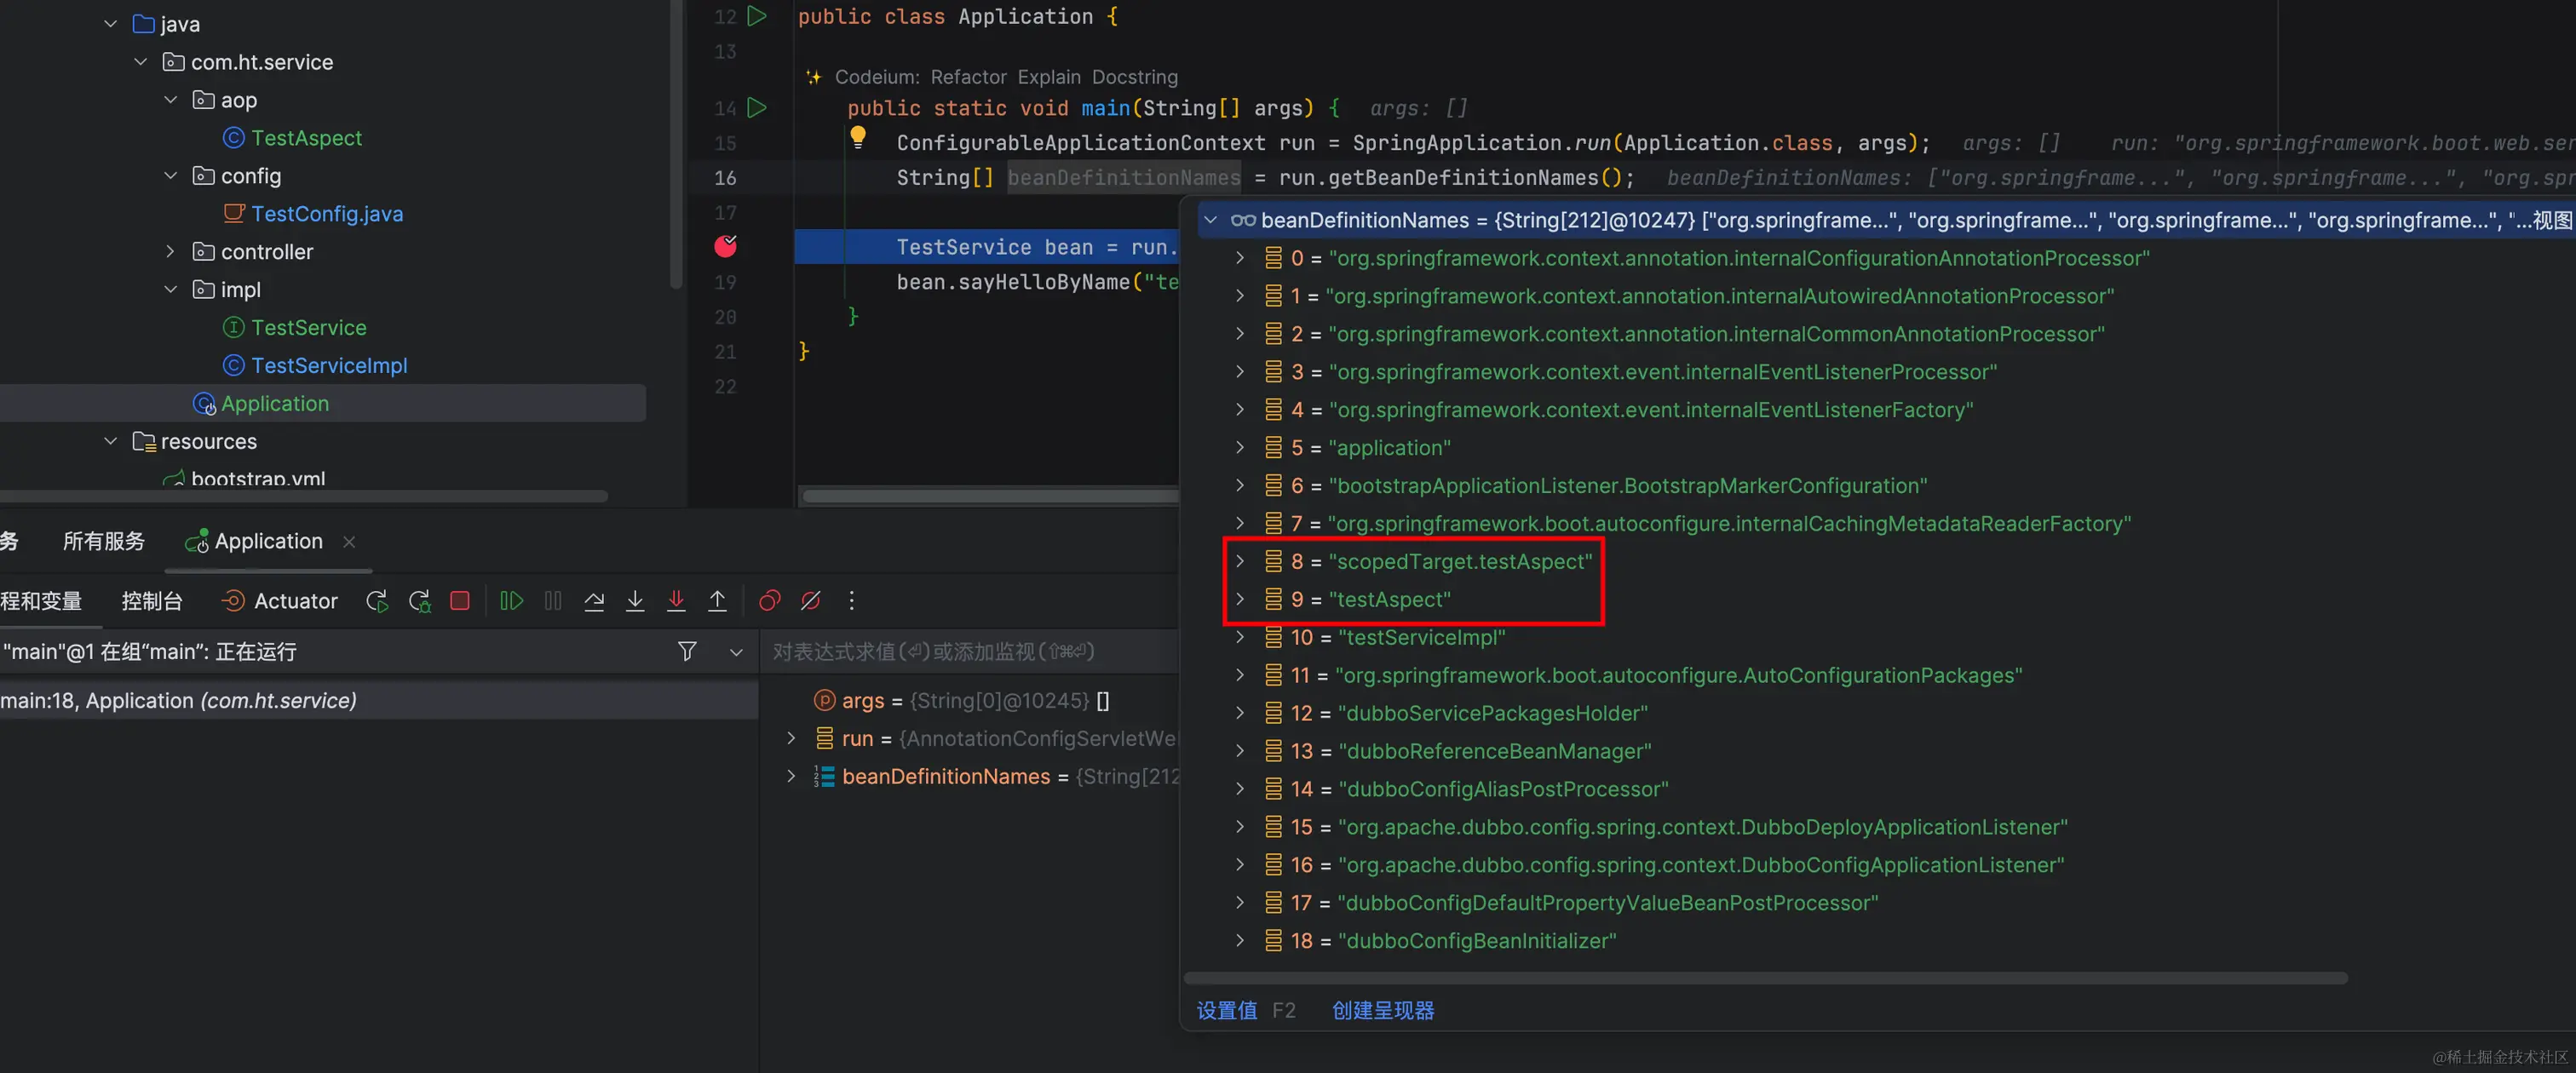 java
com.ht.service
aop
TestAspect
config
TestConfig.java
controller
impl
TestService
TestServiceImpl
Application
resources
bootstrap.yml
12 public class Application {
13
Codeium: Refactor Explain Docstring
14 public static void main(String[] args) { args: []
15 ConfigurableApplicationContext run = SpringApplication.run(Application.class, args); args: [] run: "org.springframework.boot.web.ser
16 String[] beanDefinitionNames = run.getBeanDefinitionNames(); beanDefinitionNames: ["org.springframe...", "org.springframe...", "org.spr
17
TestService bean = run.
19 bean.sayHelloByName("te
20 }
21 }
22
beanDefinitionNames = {String[212]@10247} ["org.springframe...", "org.springframe...", "org.springframe...", "org.springframe...", "...视图
0 = "org.springframework.context.annotation.internalConfigurationAnnotationProcessor"
1 = "org.springframework.context.annotation.internalAutowiredAnnotationProcessor"
2 = "org.springframework.context.annotation.internalCommonAnnotationProcessor"
3 = "org.springframework.context.event.internalEventListenerProcessor"
4 = "org.springframework.context.event.internalEventListenerFactory"
5 = "application"
6 = "bootstrapApplicationListener.BootstrapMarkerConfiguration"
7 = "org.springframework.boot.autoconfigure.internalCachingMetadataReaderFactory"
8 = "scopedTarget.testAspect"
9 = "testAspect"
10 = "testServiceImpl"
11 = "org.springframework.boot.autoconfigure.AutoConfigurationPackages"
12 = "dubboServicePackagesHolder"
13 = "dubboReferenceBeanManager"
14 = "dubboConfigAliasPostProcessor"
15 = "org.apache.dubbo.config.spring.context.DubboDeployApplicationListener"
16 = "org.apache.dubbo.config.spring.context.DubboConfigApplicationListener"
17 = "dubboConfigDefaultPropertyValueBeanPostProcessor"
18 = "dubboConfigBeanInitializer"
设置值 F2 创建呈现器
务 所有服务 Application
程和变量 控制台 Actuator
"main"@1 在组“main”: 正在运行
对表达式求值(⏎)或添加监视(⇧⌘⏎)
main:18, Application (com.ht.service)
args = {String[0]@10245} []
run = {AnnotationConfigServletWe
beanDefinitionNames = {String[212
@稀土掘金技术社区